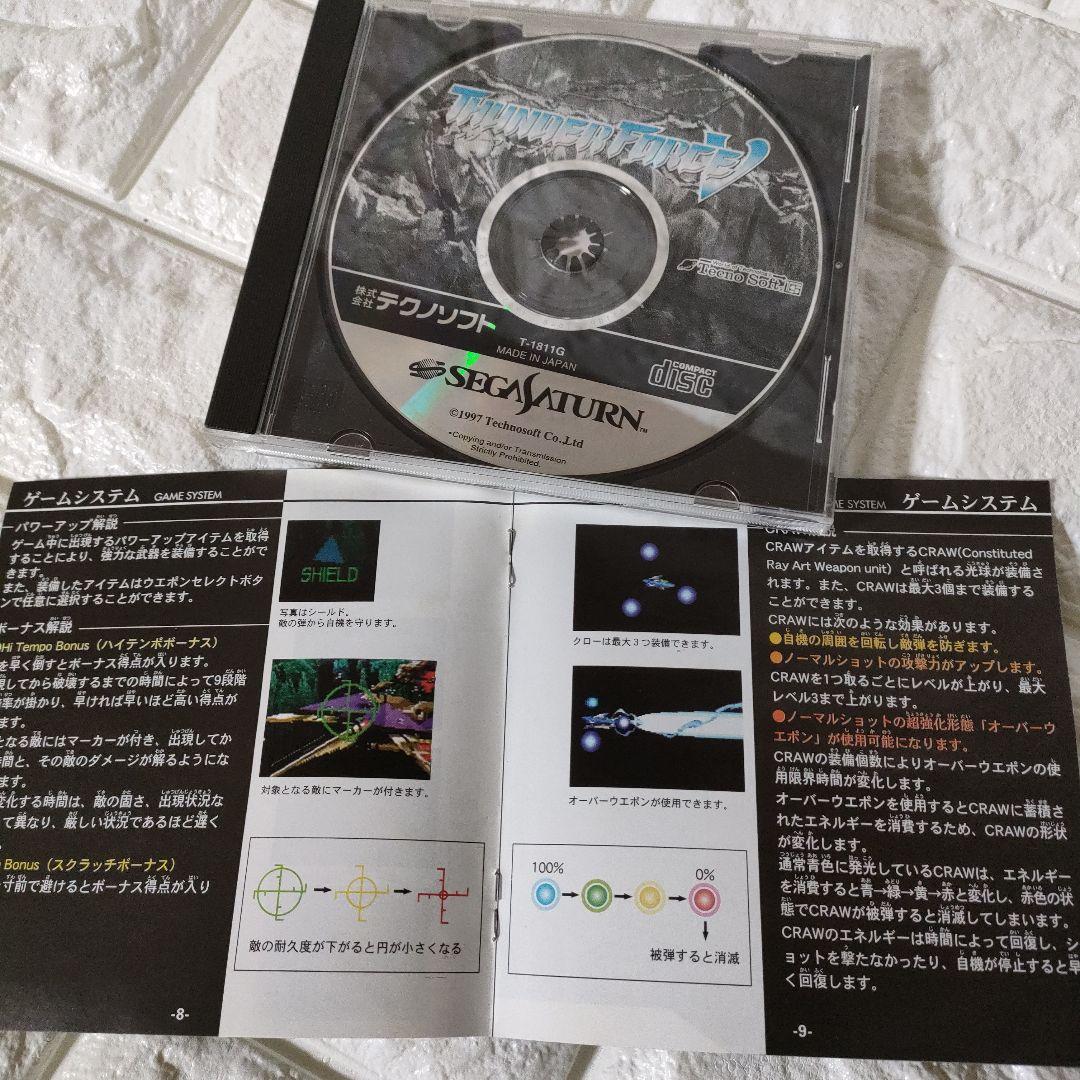 THUNDER FORCE V
World of Technology
Tecno Soft
株式会社テクノソフト
T-1811G
MADE IN JAPAN
COMPACT
disc
SEGA SATURN™
©1997 Technosoft Co.,Ltd
•Copying and/or Transmission
Strictly Prohibited.
ゲームシステム GAME SYSTEM
パワーアップ解説
ゲーム中に出現するパワーアップアイテムを取得
することにより、強力な武器を装備することがで
きます。
また、装備したアイテムはウエポンセレクトボタ
ンで任意に選択することができます。
ボーナス解説
Hi Tempo Bonus（ハイテンポボーナス）
を早く倒すとボーナス得点が入ります。
現してから破壊するまでの時間によって9段階
率が掛かり、早ければ早いほど高い得点が
ます。
となる敵にはマーカーが付き、出現してか
時間と、その敵のダメージが解るようにな
ます。
変化する時間は、敵の固さ、出現状況な
て異なり、厳しい状況であるほど遅く
Bonus（スクラッチボーナス）
寸前で避けるとボーナス得点が入り
-8-
SHIELD
写真はシールド。
敵の弾から自機を守ります。
対象となる敵にマーカーが付きます。
敵の耐久度が下がると円が小さくなる
クローは最大3つ装備できます。
オーバーウエポンが使用できます。
100%
0%
被弾すると消滅
ME SYSTEM ゲームシステム
CRAWアイテムを取得するCRAW(Constituted
Ray Art Weapon unit）と呼ばれる光球が装備さ
れます。また、CRAWは最大3個まで装備する
ことができます。
CRAWには次のような効果があります。
●自機の周囲を回転し敵弾を防ぎます。
●ノーマルショットの攻撃力がアップします。
CRAWを1つ取るごとにレベルが上がり、最大
レベル3まで上がります。
●ノーマルショットの超強化形態「オーバーウ
エポン」が使用可能になります。
CRAWの装備個数によりオーバーウエポンの使
用限界時間が変化します。
オーバーウエポンを使用するとCRAWに蓄積さ
れたエネルギーを消費するため、CRAWの形状
が変化します。
通常青色に発光しているCRAWは、エネルギー
を消費すると青→緑→黄→赤と変化し、赤色の状
態でCRAWが被弾すると消滅してしまいます。
CRAWのエネルギーは時間によって回復し、シ
ョットを撃たなかったり、自機が停止すると早
く回復します。
-9-